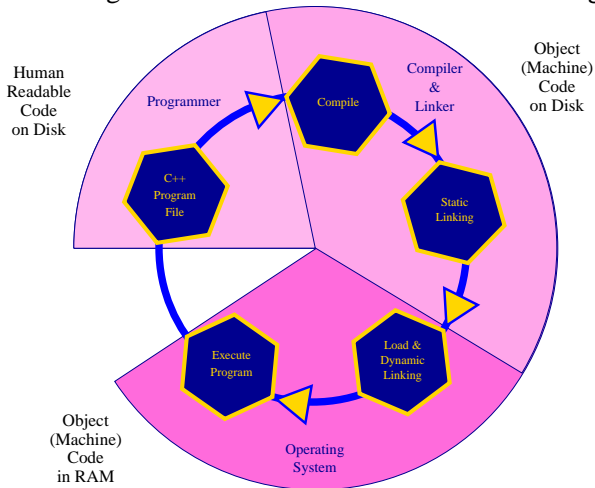 Human
Readable
Code
on Disk
Programmer
Compiler
&
Linker
Object
(Machine)
Code
on Disk
Compile
C++
Program
File
Static
Linking
Load &
Dynamic
Linking
Execute
Program
Operating
System
Object
(Machine)
Code
in RAM